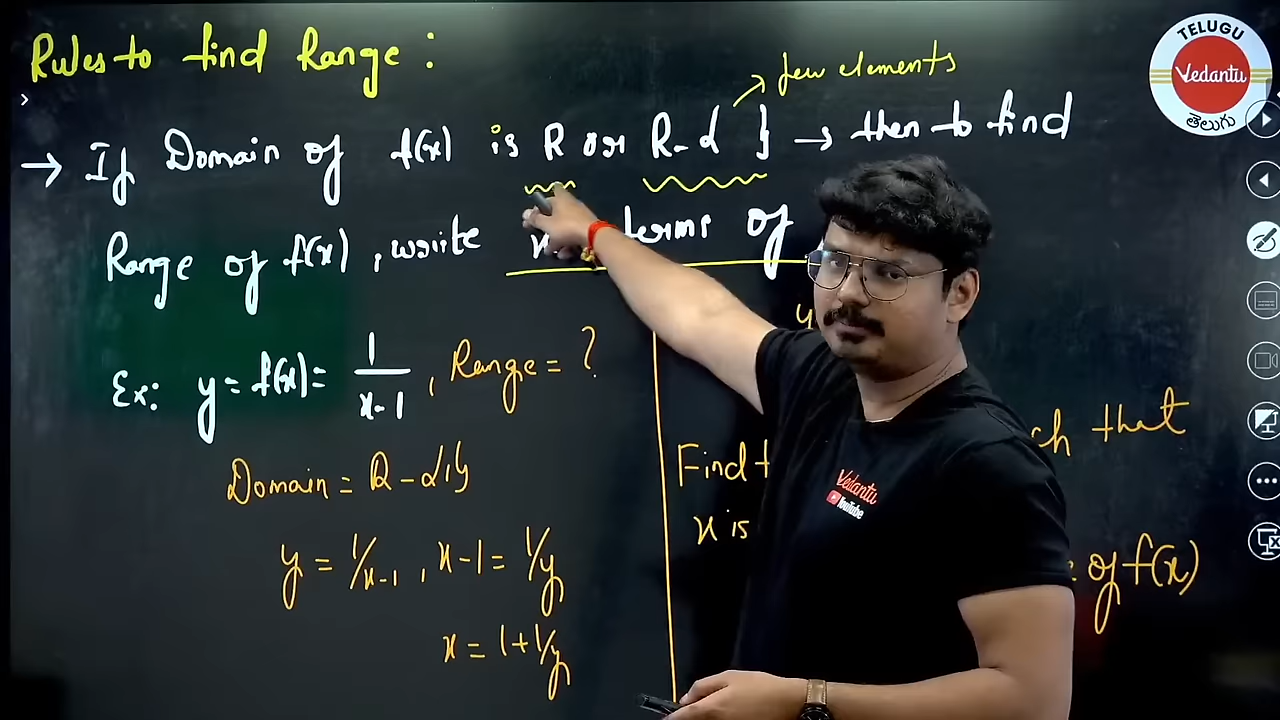 Rules to find Range :
few elements
→ If Domain of f(x) is R or R-{ } → then to find
Range of f(x), write x terms of
Ex: y = f(x) = 1/x-1 , Range = ?
y
Domain = R - {1}
Find
ch that
y = 1/x-1 , x-1 = 1/y
x is
of f(x)
x = 1 + 1/y
TELUGU
Vedantu
తెలుగు
Vedantu
YouTube